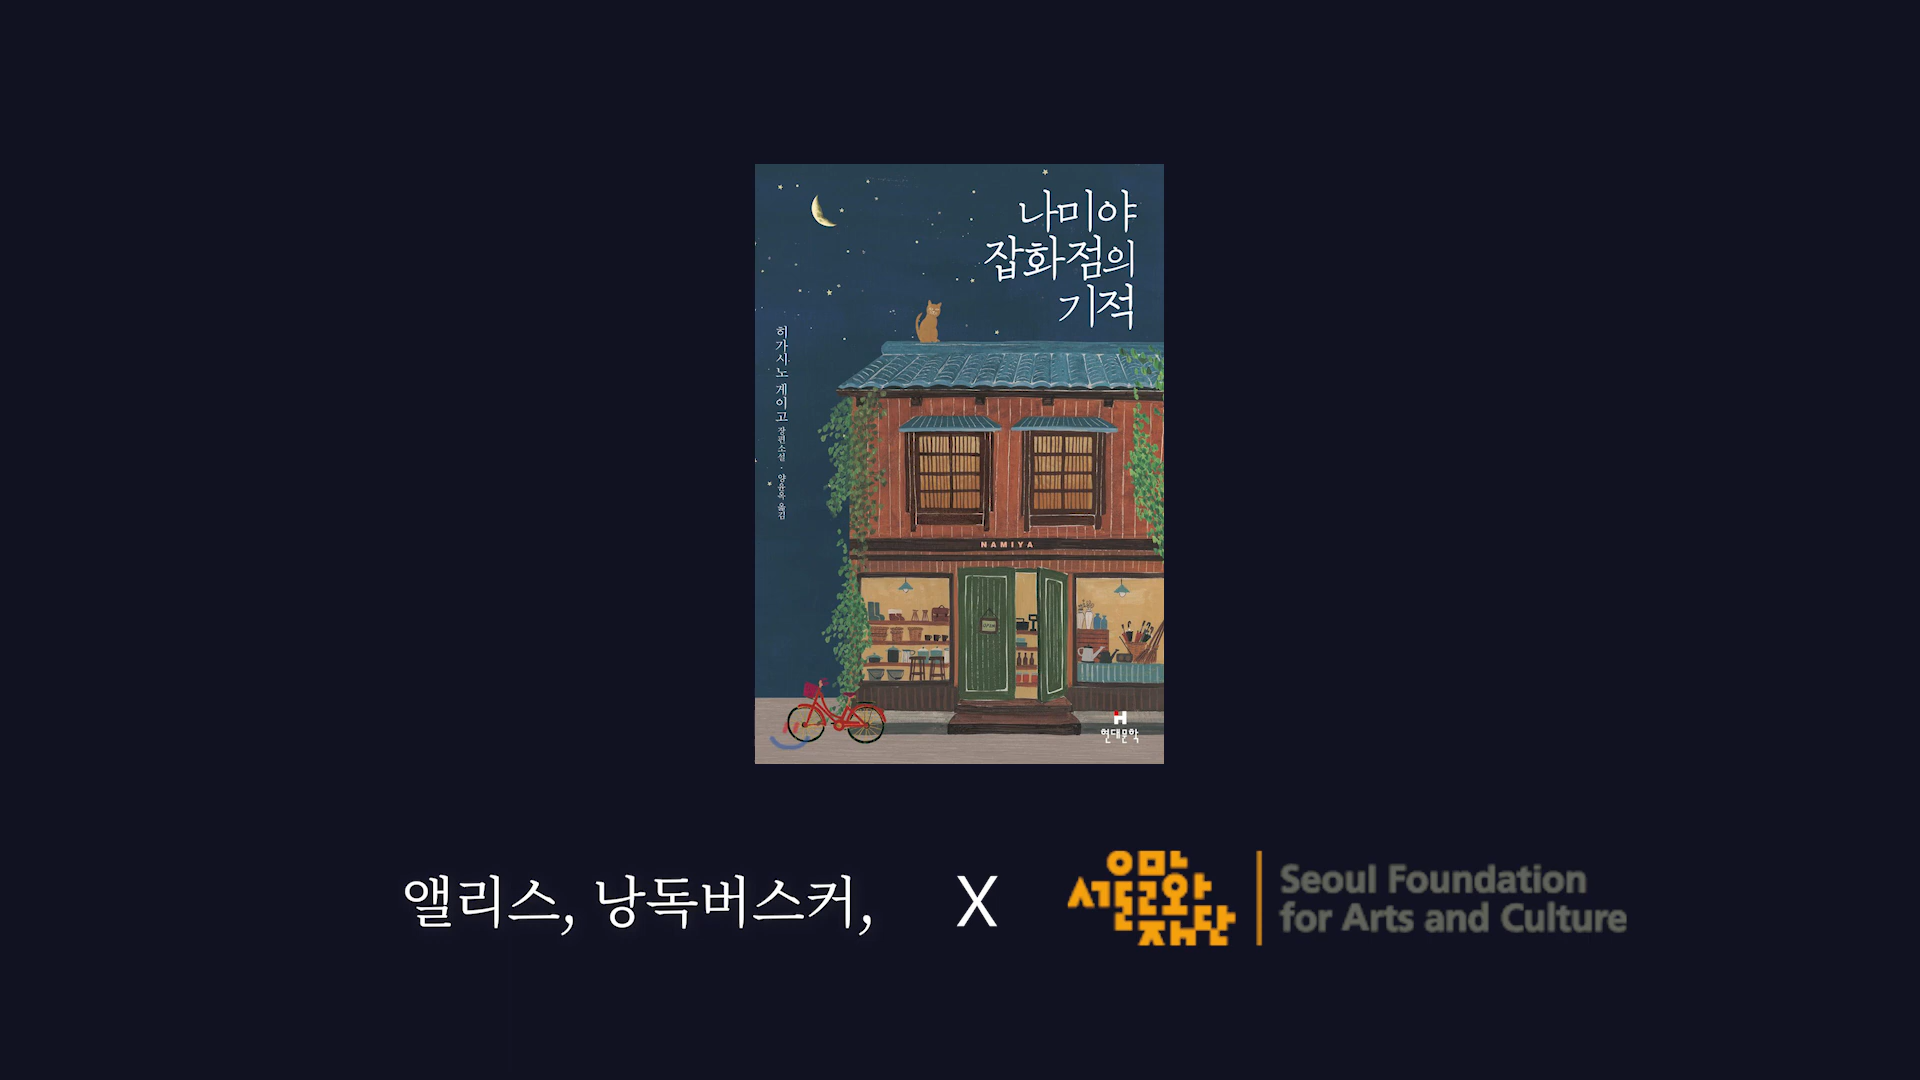 나미야
잡화점의
기적
히가시노 게이고 장편소설 · 양윤옥 옮김
NAMIYA
OPEN
현대문학
앨리스, 낭독버스커,
X
서울문화재단
Seoul Foundation
for Arts and Culture